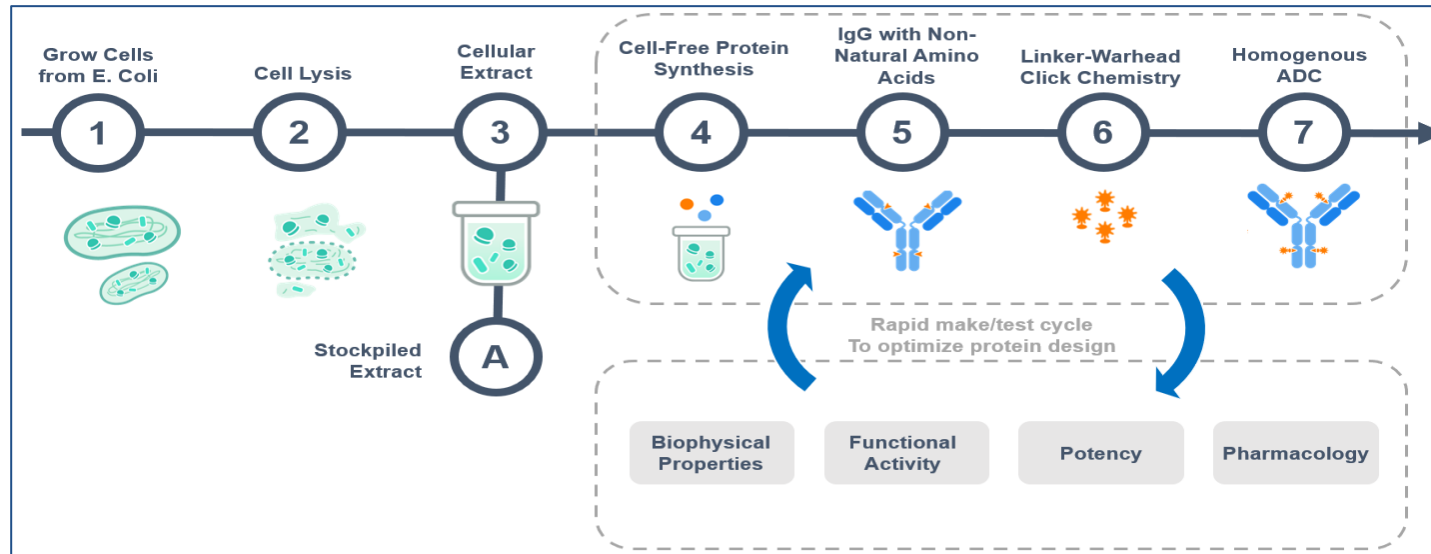 Grow Cells
from E. Coli
Cell Lysis
Cellular
Extract
Cell-Free Protein
Synthesis
IgG with Non-
Natural Amino
Acids
Linker-Warhead
Click Chemistry
Homogenous
ADC
1
2
3
4
5
6
7
Stockpiled
Extract
A
Rapid make/test cycle
To optimize protein design
Biophysical
Properties
Functional
Activity
Potency
Pharmacology